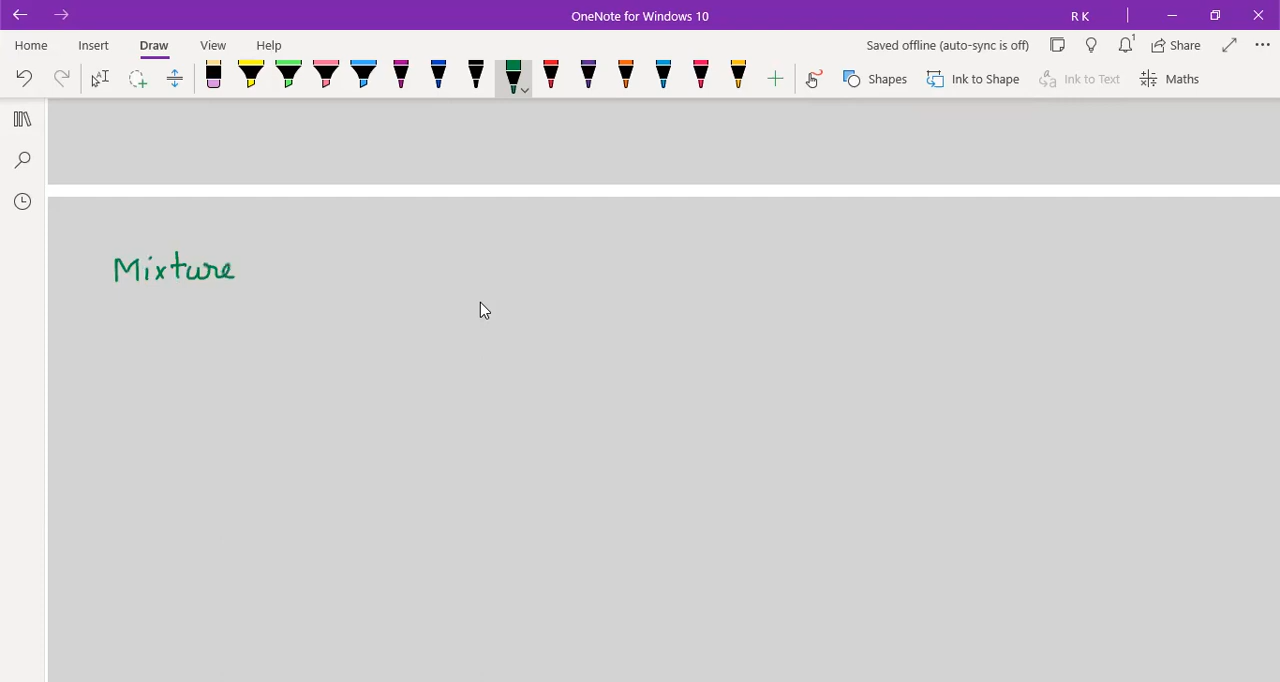 OneNote for Windows 10
R K
Home Insert Draw View Help
Saved offline (auto-sync is off)
1
Share
Shapes
Ink to Shape
Ink to Text
Maths
Mixture